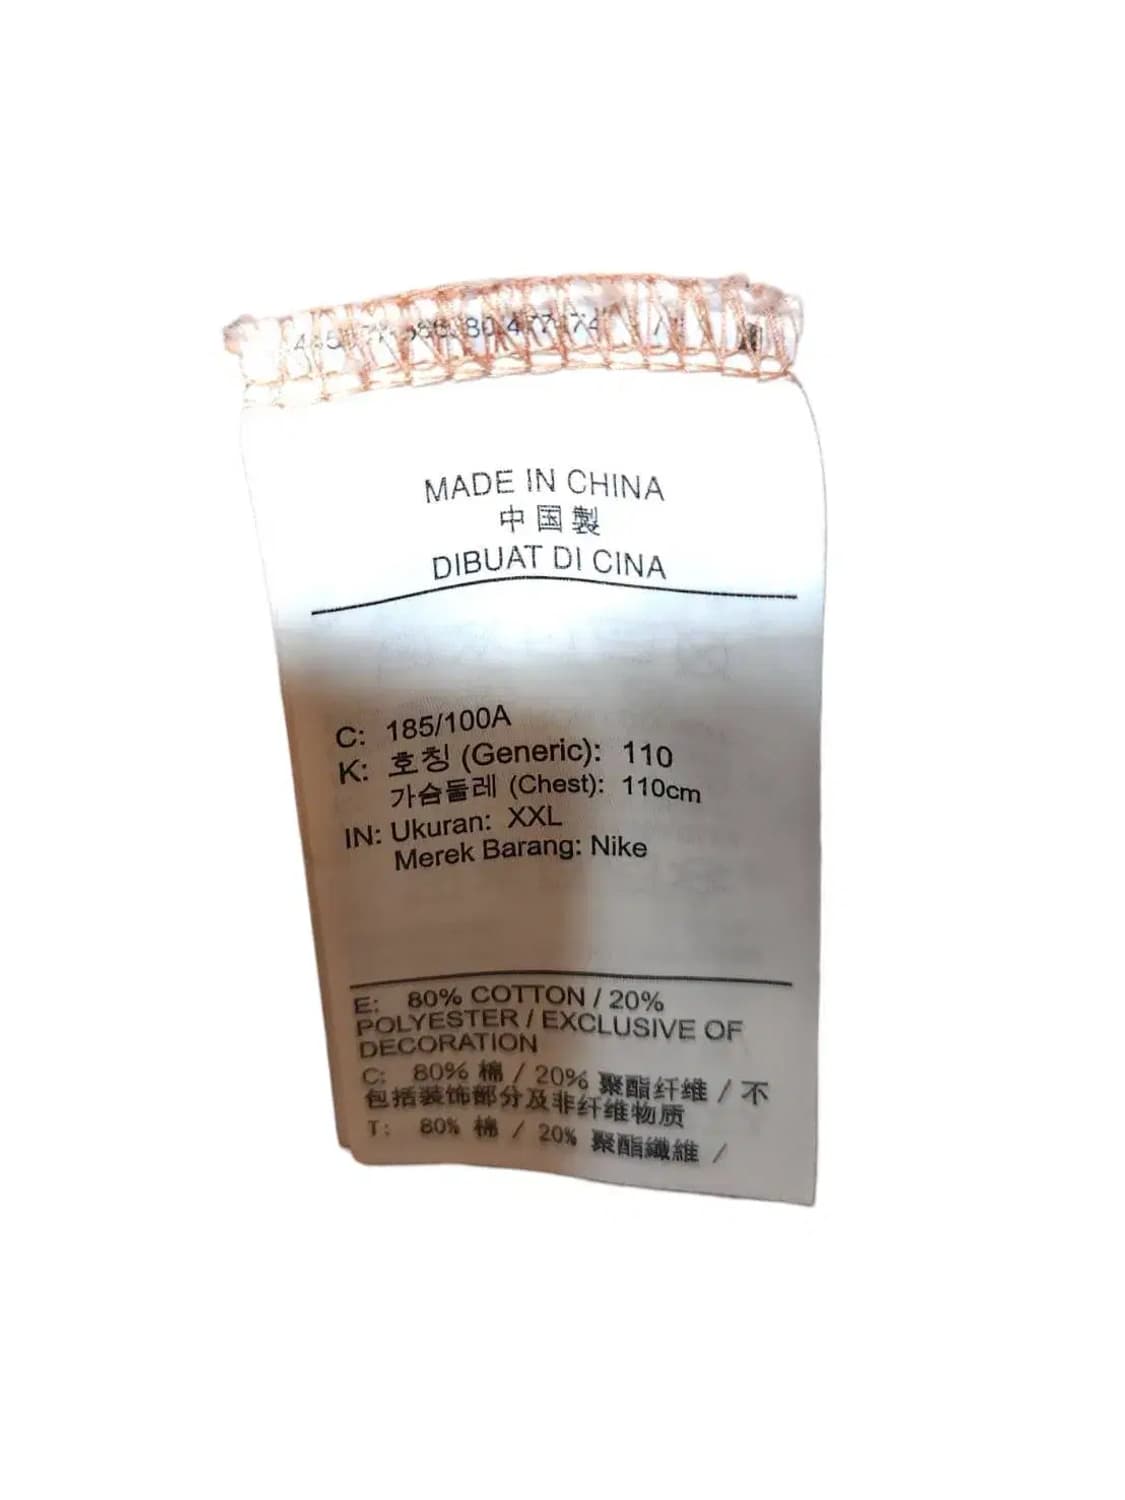 MADE IN CHINA
中国製
DIBUAT DI CINA
C: 185/100A
K: 호칭 (Generic): 110
가슴둘레 (Chest): 110cm
IN: Ukuran: XXL
Merek Barang: Nike
E: 80% COTTON / 20%
POLYESTER / EXCLUSIVE OF
DECORATION
C: 80% 棉 / 20% 聚酯纤维 / 不
包括装饰部分及非纤维物质
T: 80% 棉 / 20% 聚酯纖維 /